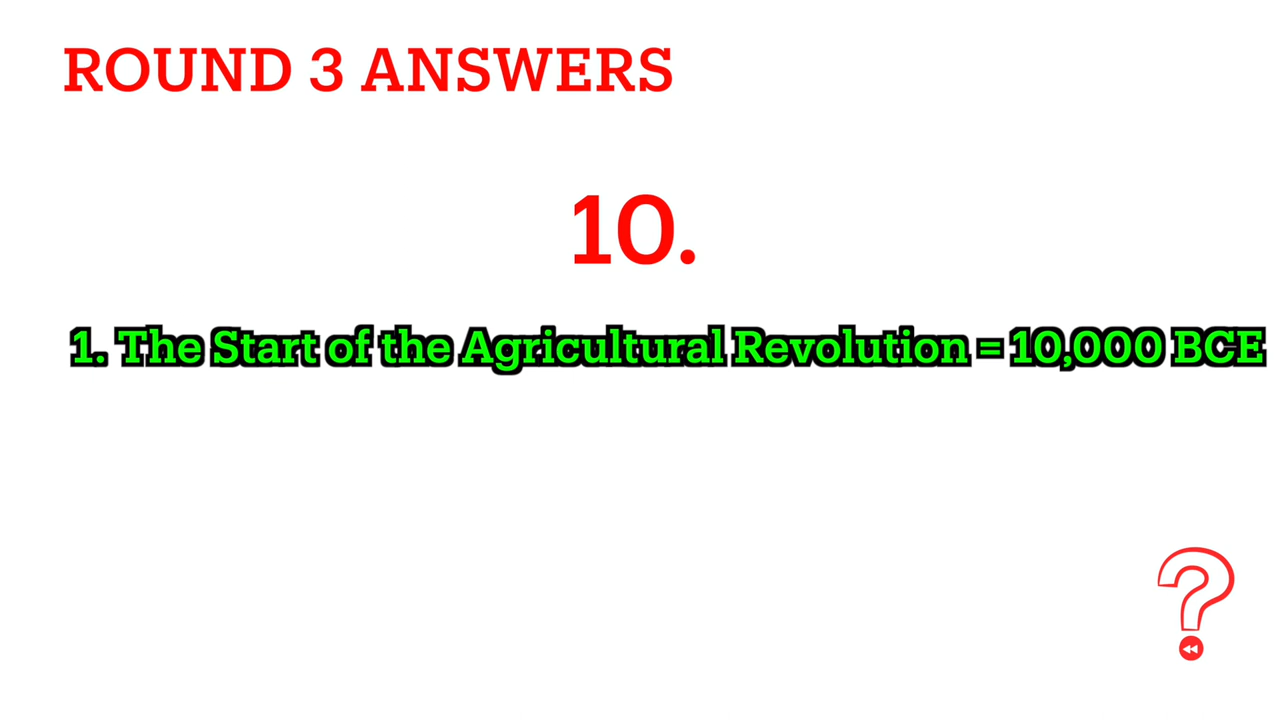 ROUND 3 ANSWERS
10.
1. The Start of the Agricultural Revolution = 10,000 BCE